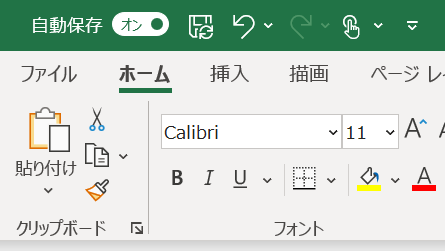 自動保存 オン
ファイル ホーム 挿入 描画 ページ レ
貼り付け
Calibri 11 A A
B I U A
クリップボード フォント